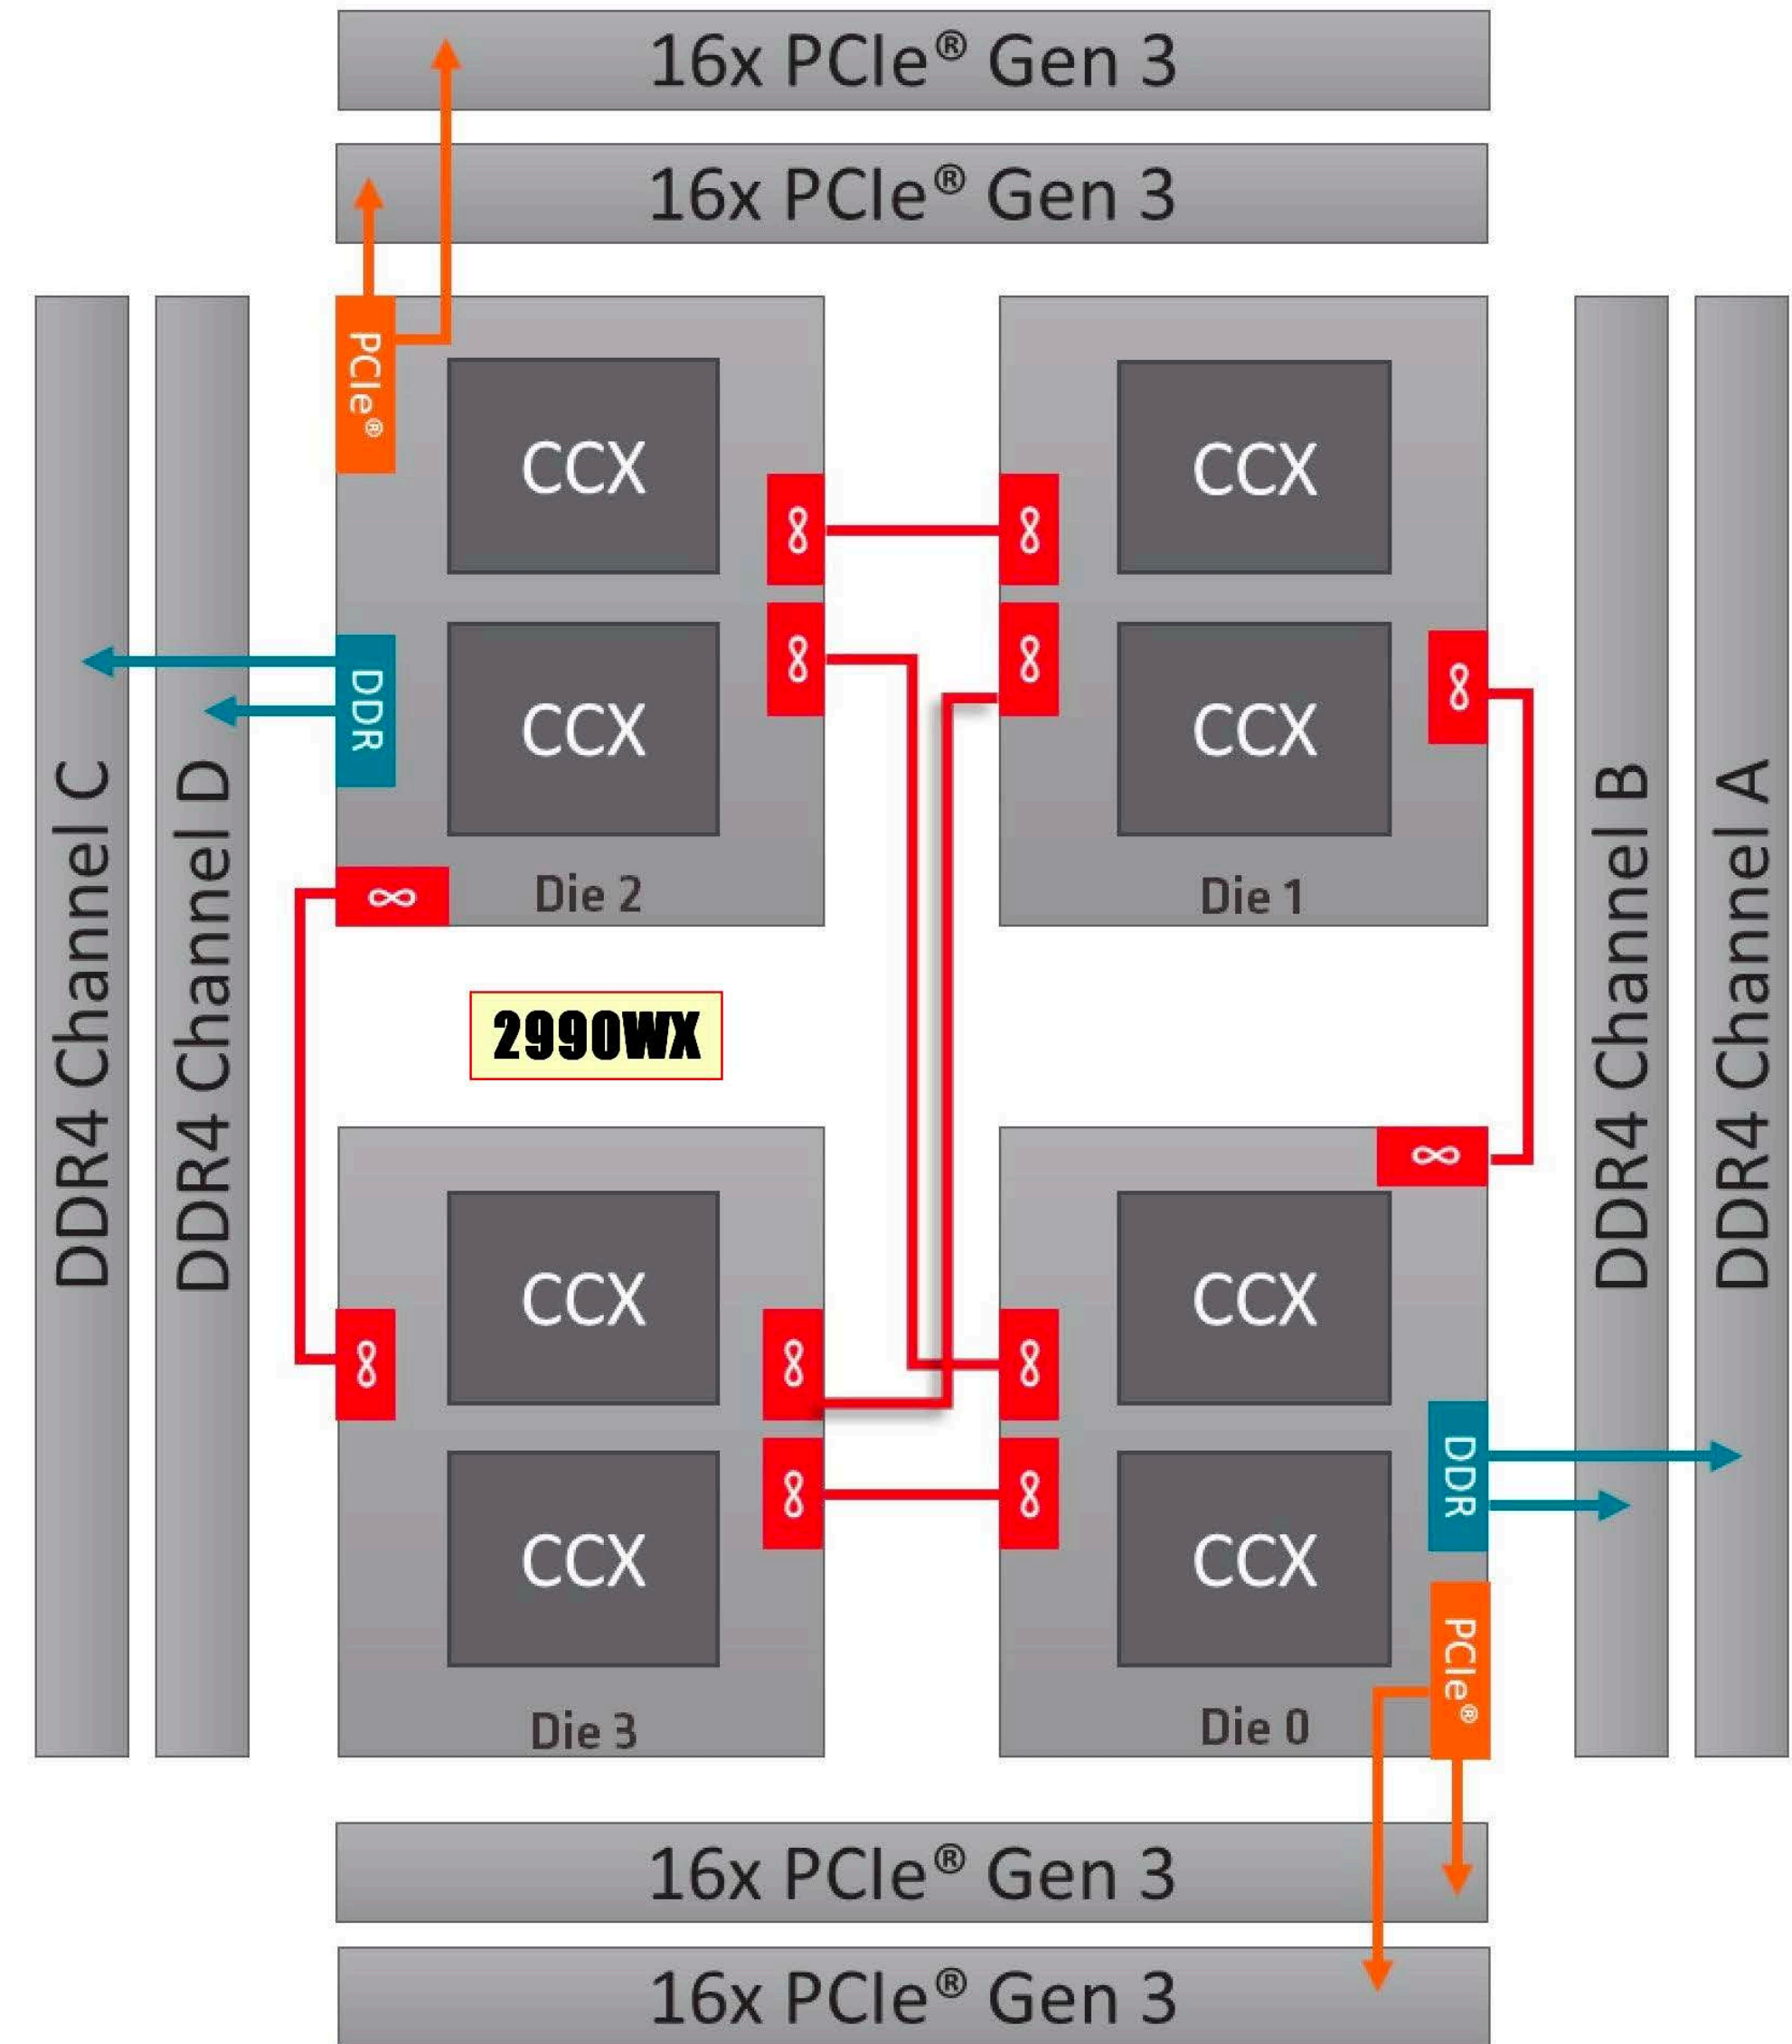 16x PCIe® Gen 3
16x PCIe® Gen 3
DDR4 Channel C
DDR4 Channel D
PCIe®
CCX
∞
CCX
∞
DDR
CCX
∞
∞
CCX
∞
∞
Die 2
Die 1
DDR4 Channel B
DDR4 Channel A
2990WX
∞
∞
CCX
∞
∞
CCX
DDR
CCX
∞
∞
CCX
PCIe®
Die 3
Die 0
16x PCIe® Gen 3
16x PCIe® Gen 3